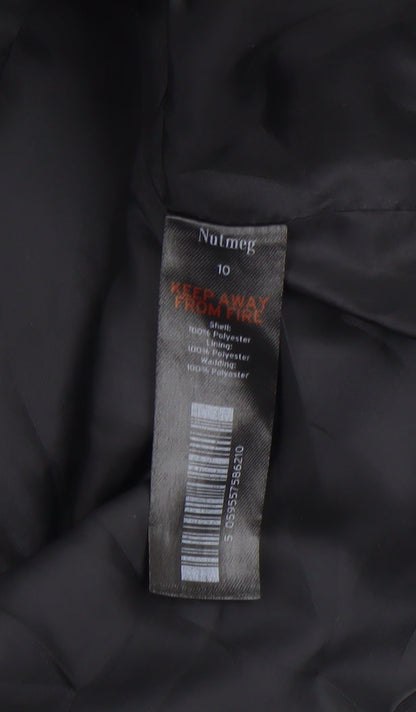 Nutmeg
10
KEEP AWAY
FROM FIRE
Shell:
100% Polyester
Lining:
100% Polyester
Wadding:
100% Polyester
5 059557586210